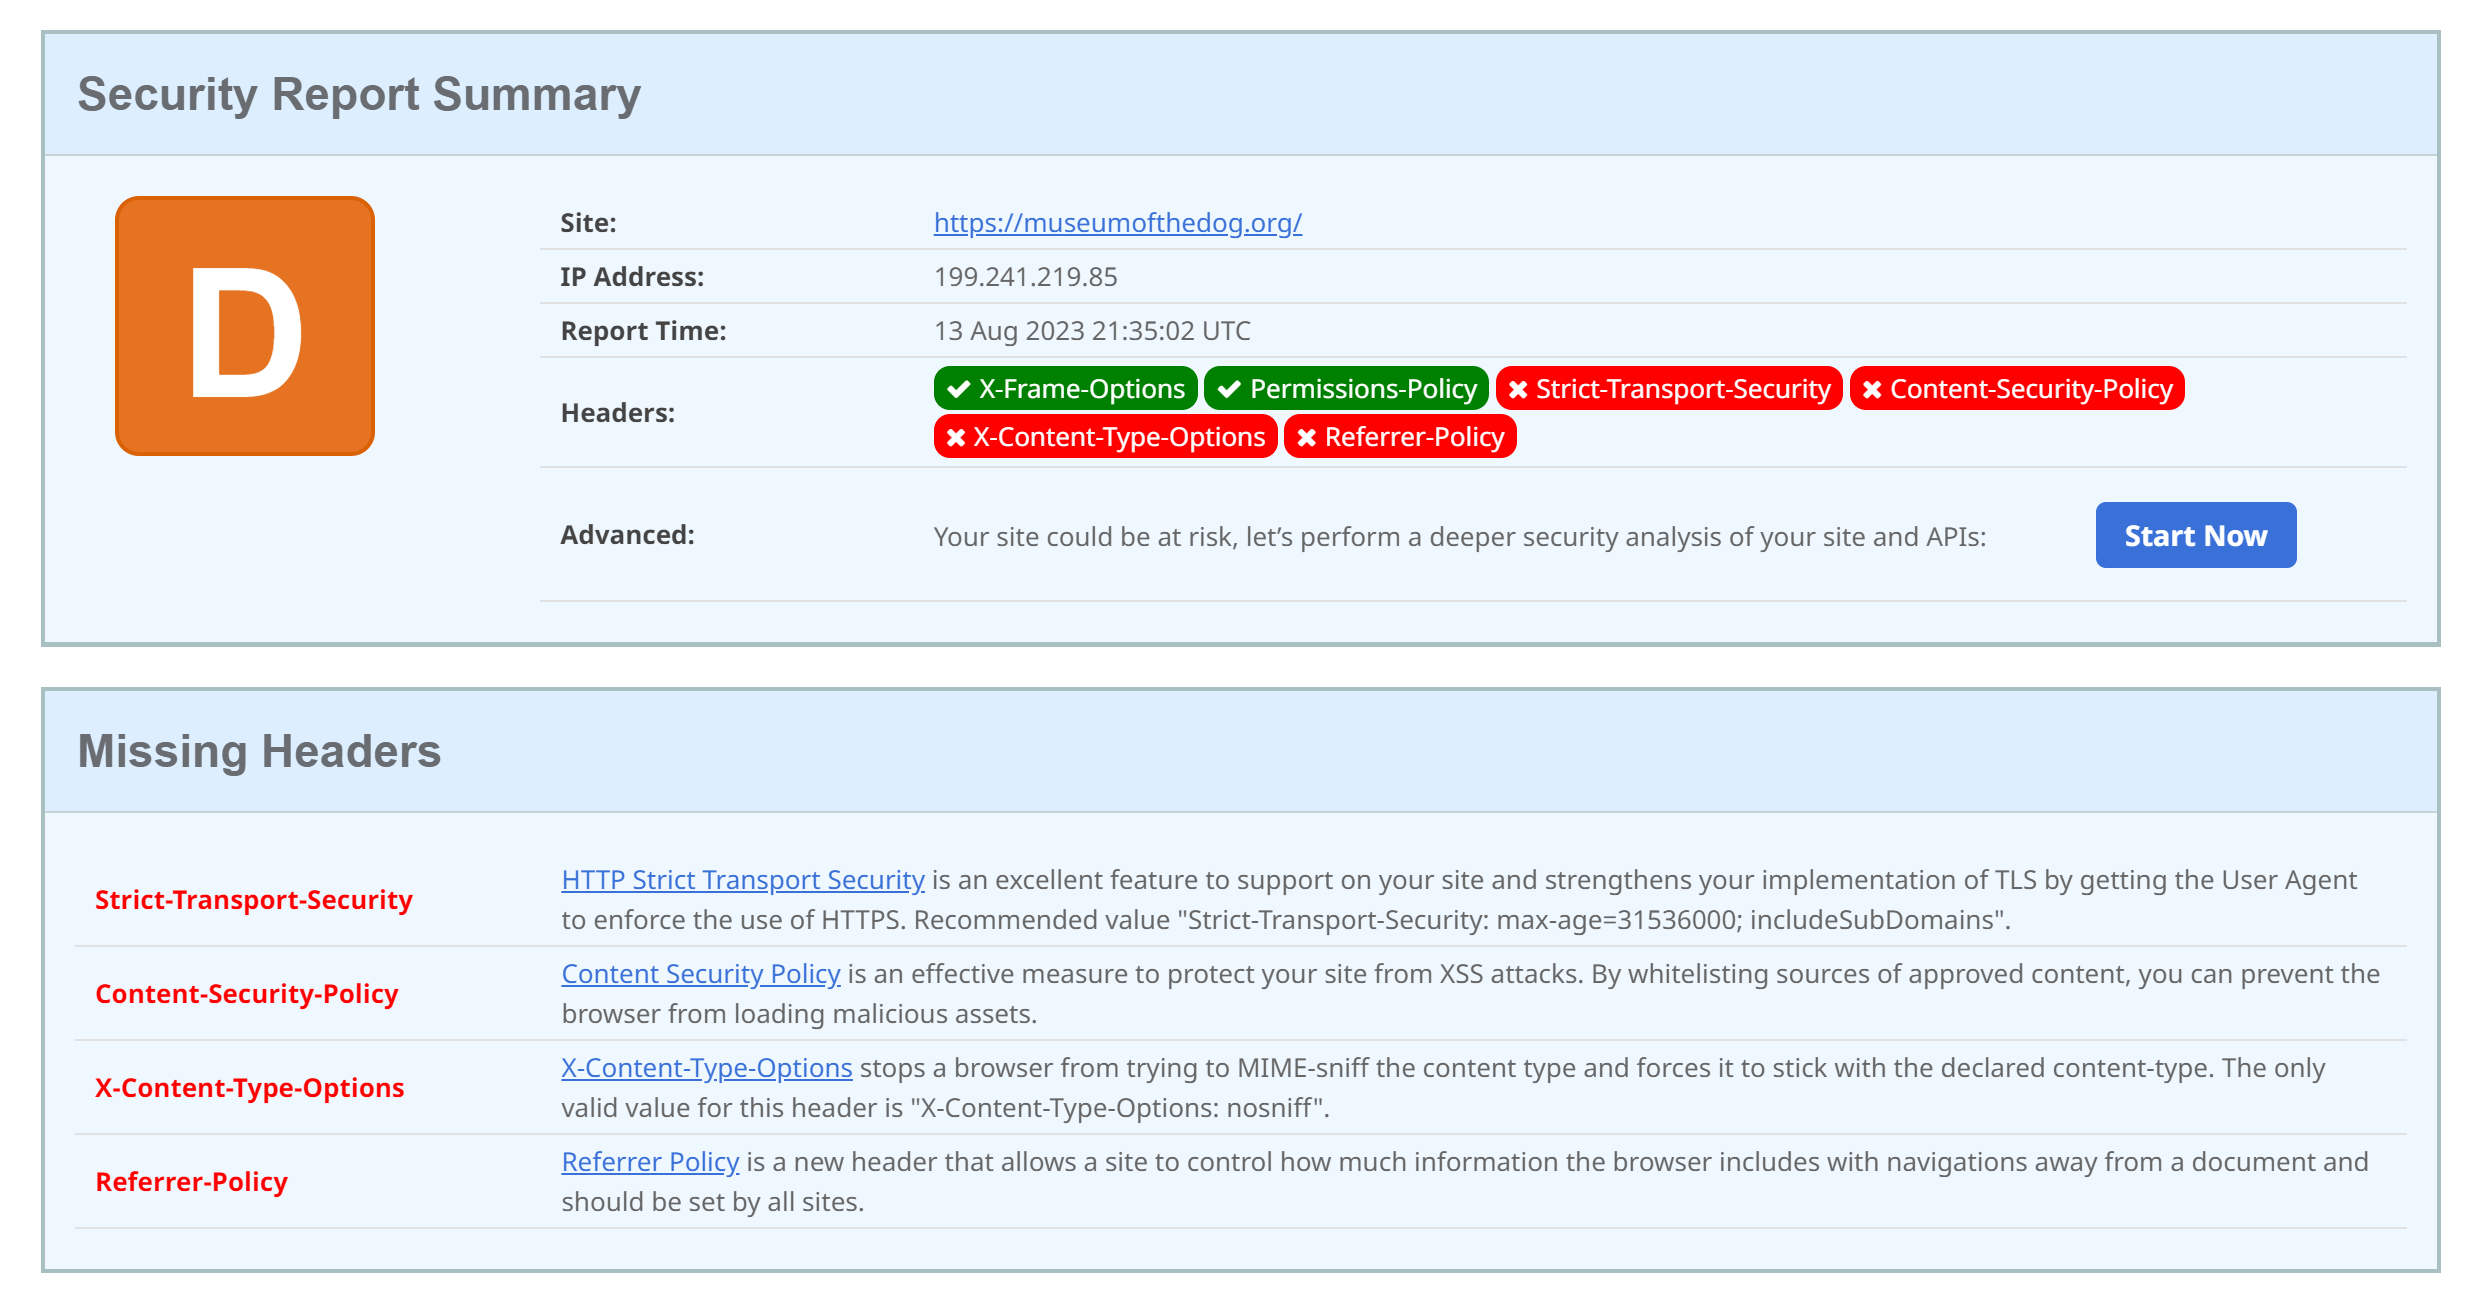 Security Report Summary
D
Site: https://museumofthedog.org/
IP Address: 199.241.219.85
Report Time: 13 Aug 2023 21:35:02 UTC
Headers: X-Frame-Options Permissions-Policy Strict-Transport-Security Content-Security-Policy
X-Content-Type-Options Referrer-Policy
Advanced: Your site could be at risk, let’s perform a deeper security analysis of your site and APIs: Start Now
Missing Headers
Strict-Transport-Security
HTTP Strict Transport Security is an excellent feature to support on your site and strengthens your implementation of TLS by getting the User Agent
to enforce the use of HTTPS. Recommended value "Strict-Transport-Security: max-age=31536000; includeSubDomains".
Content-Security-Policy
Content Security Policy is an effective measure to protect your site from XSS attacks. By whitelisting sources of approved content, you can prevent the
browser from loading malicious assets.
X-Content-Type-Options
X-Content-Type-Options stops a browser from trying to MIME-sniff the content type and forces it to stick with the declared content-type. The only
valid value for this header is "X-Content-Type-Options: nosniff".
Referrer-Policy
Referrer Policy is a new header that allows a site to control how much information the browser includes with navigations away from a document and
should be set by all sites.